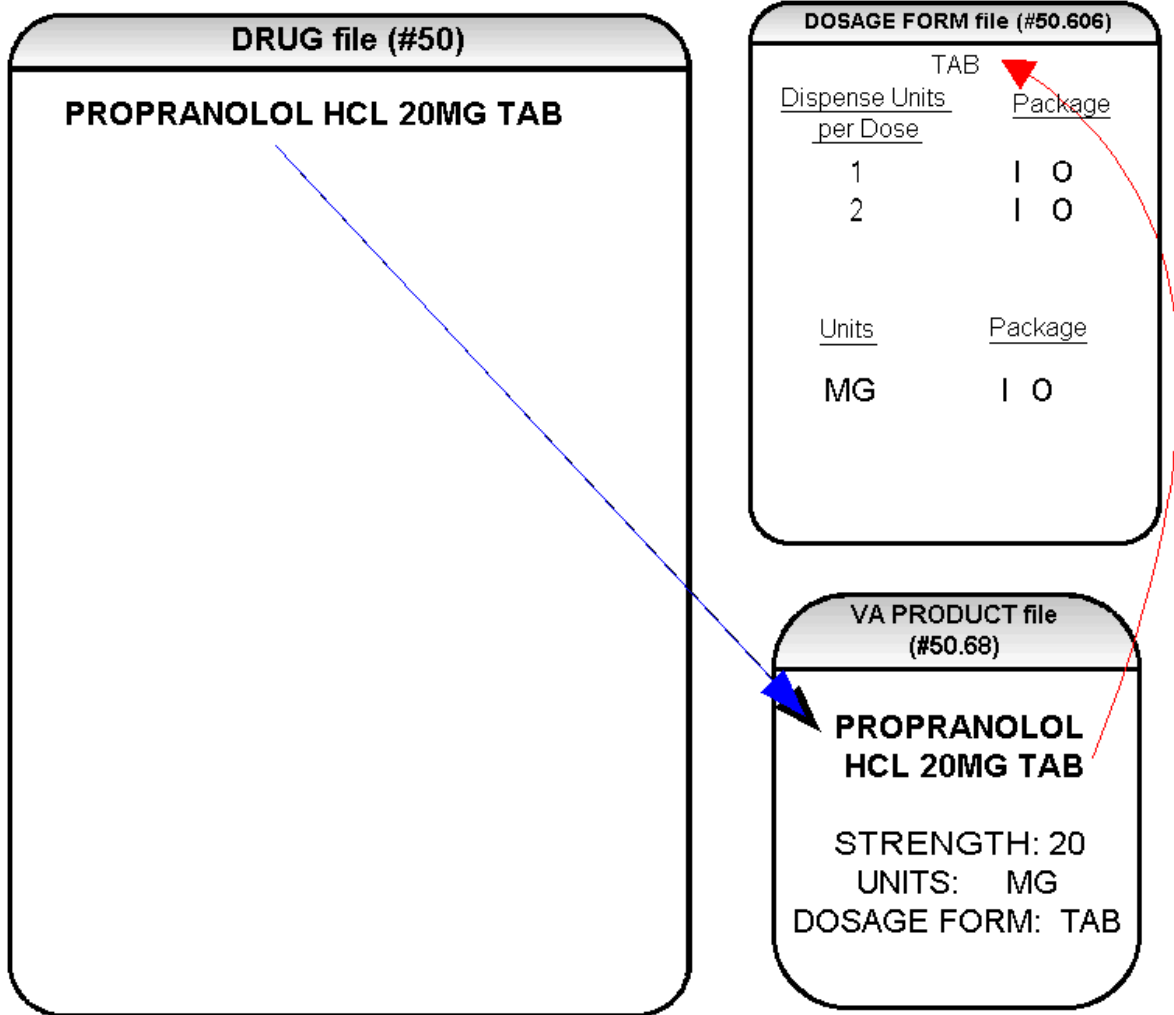 DRUG file (#50)
PROPRANOLOL HCL 20MG TAB
DOSAGE FORM file (#50.606)
TAB
Dispense Units Package
per Dose
1 I O
2 I O
Units Package
MG I O
VA PRODUCT file
(#50.68)
PROPRANOLOL
HCL 20MG TAB
STRENGTH: 20
UNITS: MG
DOSAGE FORM: TAB